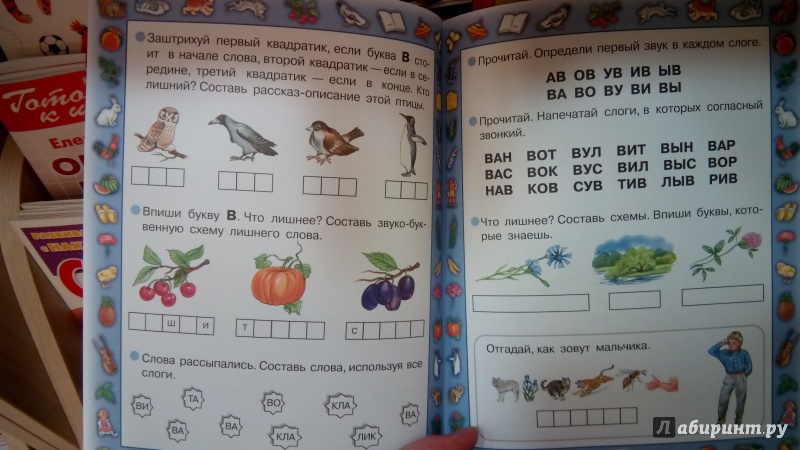 Заштрихуй первый квадратик, если буква В сто-
ит в начале слова, второй квадратик — если в се-
редине, третий квадратик — если в конце. Кто
лишний? Составь рассказ-описание этой птицы.
Впиши букву В. Что лишнее? Составь звуко-бук-
венную схему лишнего слова.
ш и
т
с
Слова рассыпались. Составь слова, используя все
слоги.
ВИ ТА ВО КЛА ВА
ВА ВА КЛА ЛИК
Прочитай. Определи первый звук в каждом слоге.
АВ ОВ УВ ИВ ЫВ
ВА ВО ВУ ВИ ВЫ
Прочитай. Напечатай слоги, в которых согласный
звонкий.
ВАН ВОТ ВУЛ ВИТ ВЫН ВАР
ВАС ВОК ВУС ВИЛ ВЫС ВОР
НАВ КОВ СУВ ТИВ ЛЫВ РИВ
Что лишнее? Составь схемы. Впиши буквы, кото-
рые знаешь.
Отгадай, как зовут мальчика.
Лабиринт.ру
Гото
к ш
Еле